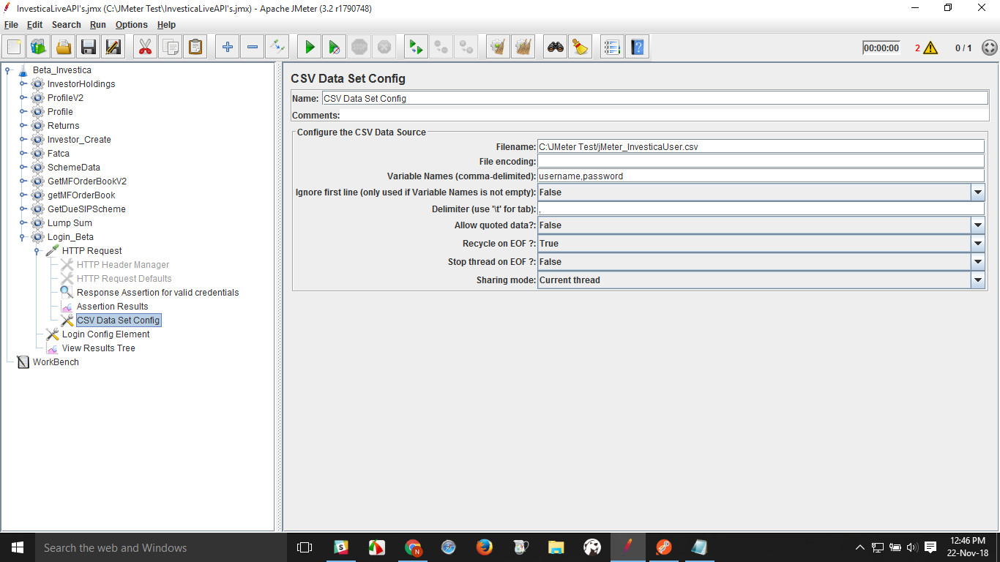 InvesticaLiveAPI's.jmx (C:\JMeter Test\InvesticaLiveAPI's.jmx) - Apache JMeter (3.2 r1790748)
File Edit Search Run Options Help
00:00:00 2 0 / 1
Beta_Investica
InvestorHoldings
ProfileV2
Profile
Returns
Investor_Create
Fatca
SchemeData
GetMFOrderBookV2
getMFOrderBook
GetDueSIPScheme
Lump Sum
Login_Beta
HTTP Request
HTTP Header Manager
HTTP Request Defaults
Response Assertion for valid credentials
Assertion Results
CSV Data Set Config
Login Config Element
View Results Tree
WorkBench
CSV Data Set Config
Name: CSV Data Set Config
Comments:
Configure the CSV Data Source
Filename: C:\JMeter Test/jMeter_InvesticaUser.csv
File encoding:
Variable Names (comma-delimited): username,password
Ignore first line (only used if Variable Names is not empty): False
Delimiter (use '\t' for tab): ,
Allow quoted data?: False
Recycle on EOF ?: True
Stop thread on EOF ?: False
Sharing mode: Current thread
Search the web and Windows
12:46 PM
22-Nov-18